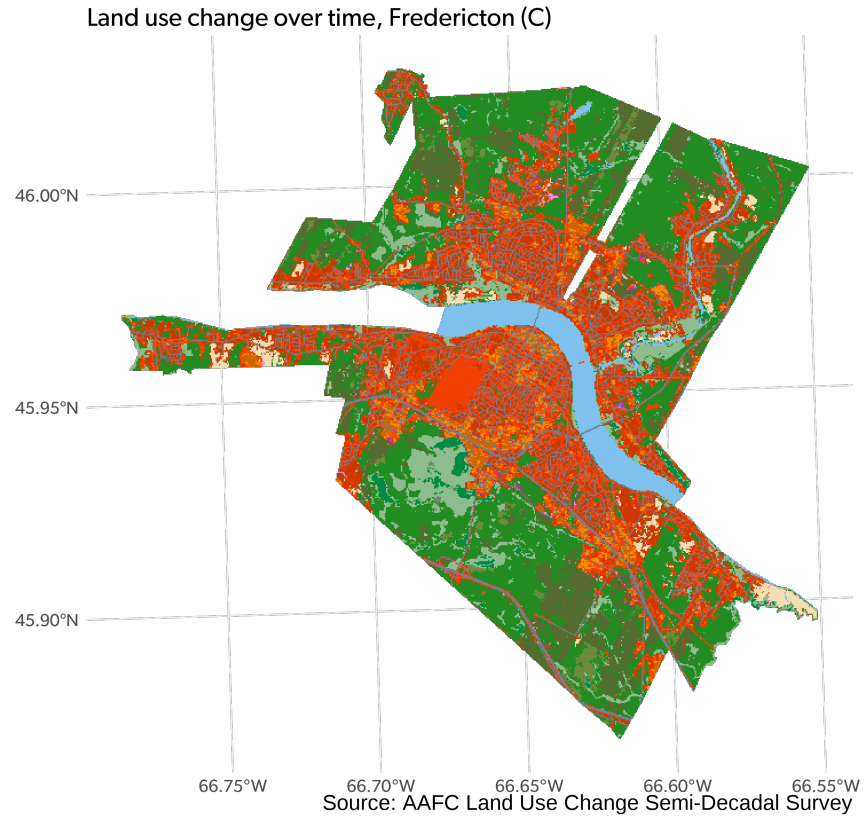 Land use change over time, Fredericton (C)
46.00°N
45.95°N
45.90°N
66.75°W 66.70°W 66.65°W 66.60°W 66.55°W
Source: AAFC Land Use Change Semi-Decadal Survey